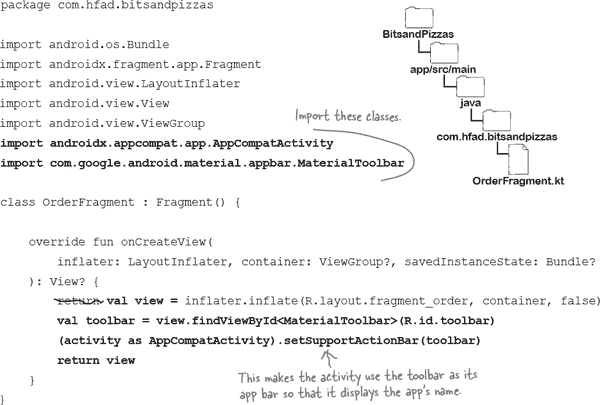 package com.hfad.bitsandpizzas
import android.os.Bundle
import androidx.fragment.app.Fragment
import android.view.LayoutInflater
import android.view.View
import android.view.ViewGroup
import androidx.appcompat.app.AppCompatActivity
import com.google.android.material.appbar.MaterialToolbar
Import these classes.
BitsandPizzas
app/src/main
java
com.hfad.bitsandpizzas
OrderFragment.kt
class OrderFragment : Fragment() {
override fun onCreateView(
inflater: LayoutInflater, container: ViewGroup?, savedInstanceState: Bundle?
): View? {
return val view = inflater.inflate(R.layout.fragment_order, container, false)
val toolbar = view.findViewById<MaterialToolbar>(R.id.toolbar)
(activity as AppCompatActivity).setSupportActionBar(toolbar)
return view
}
This makes the activity use the toolbar as its
app bar so that it displays the app's name.
}